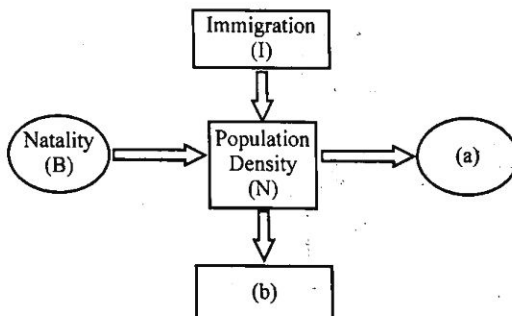 Immigration
(I)
Natality
(B)
Population
Density
(N)
(a)
(b)